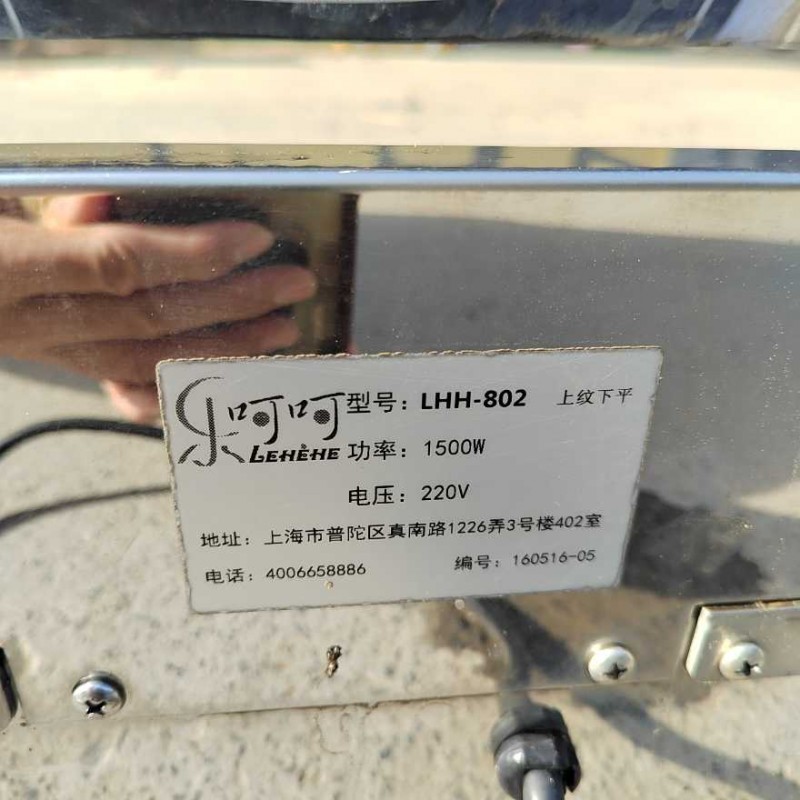 乐呵呵 型号：LHH-802 上纹下平
LEHEHE 功率：1500W
电压：220V
地址：上海市普陀区真南路1226弄3号楼402室
电话：4006658886 编号：160516-05